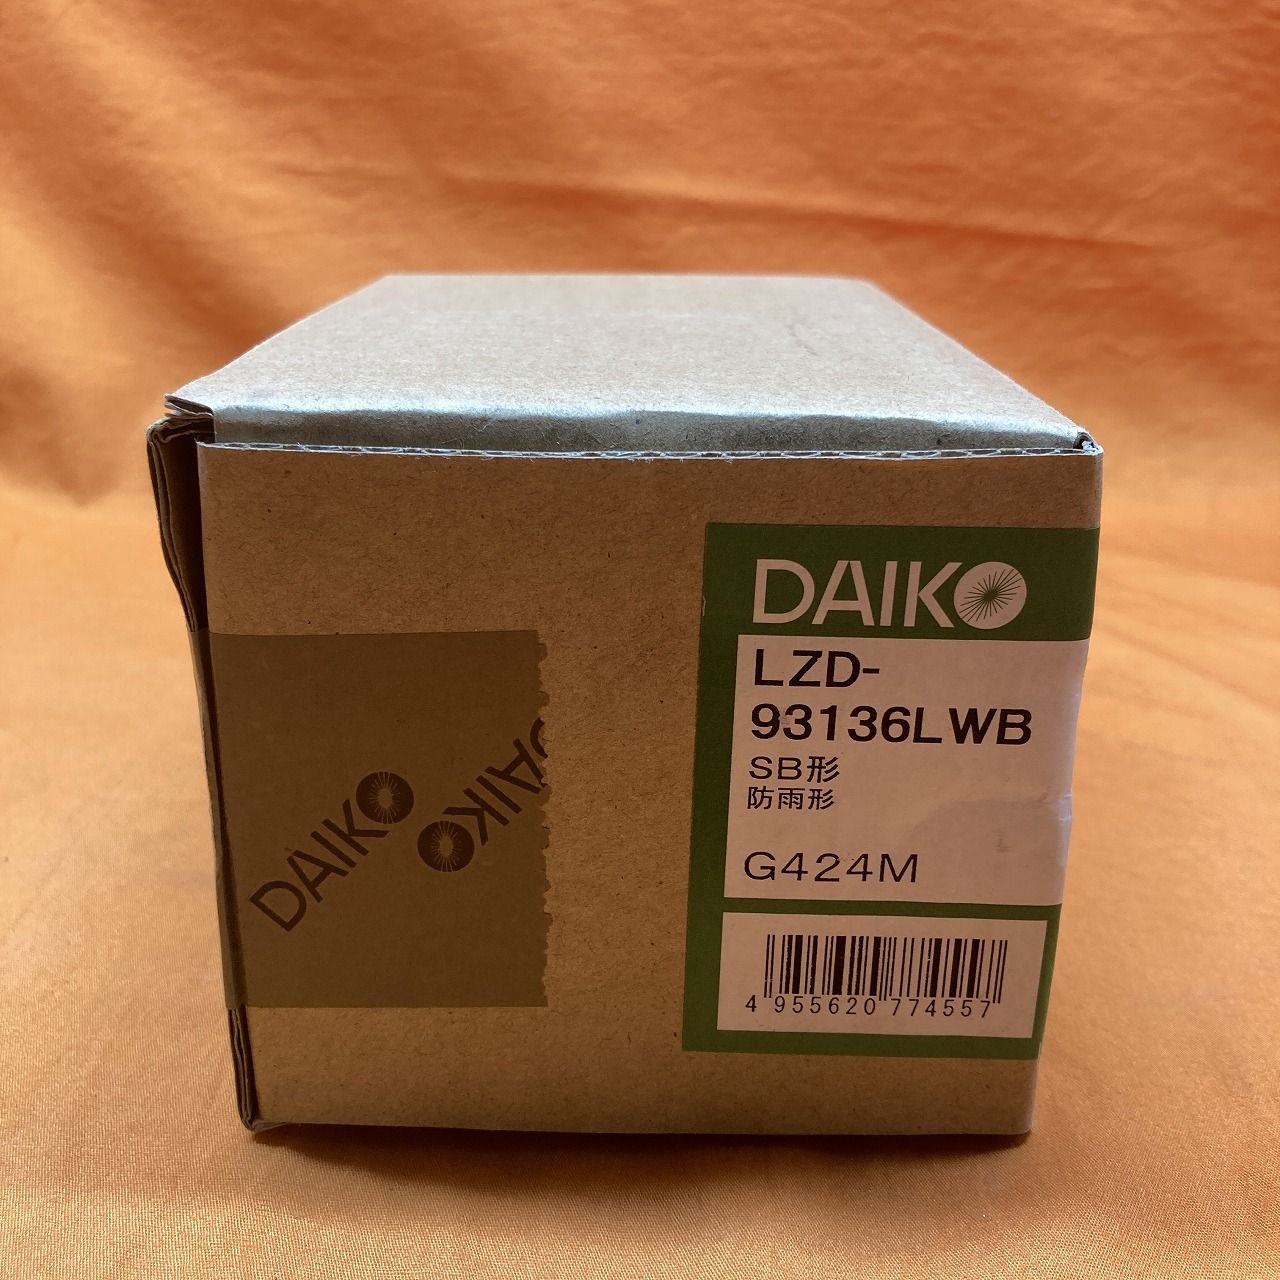 DAIKO
LZD-
93136LWB
SB形
防雨形
G424M
4 955620 774557
DAIKO
DAIKO